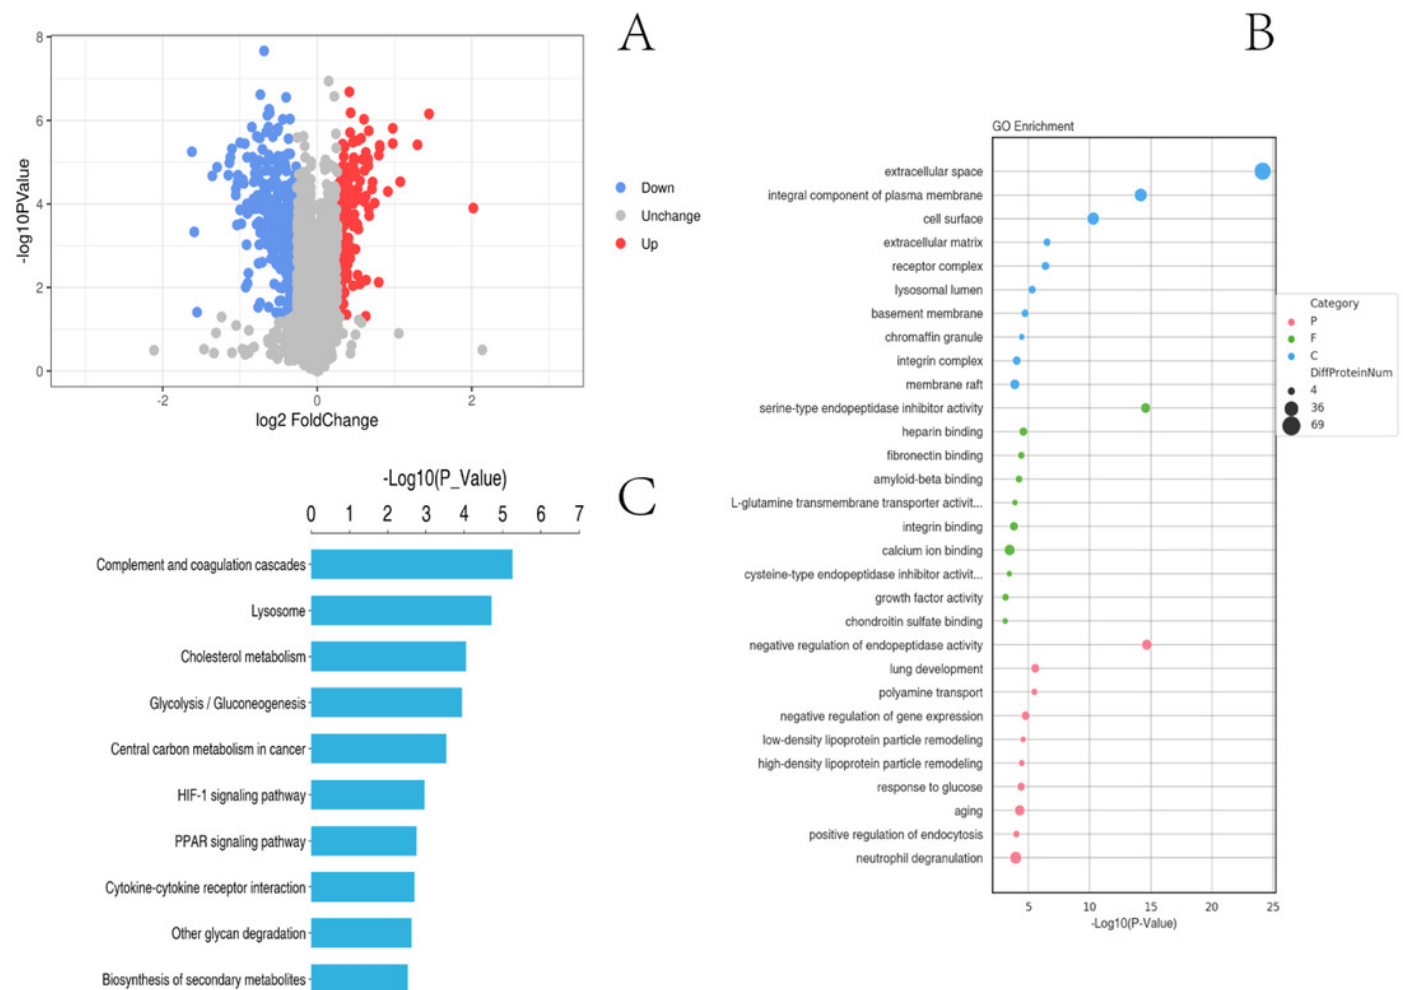 A
8
6
4
2
0
-log10PValue
-2
0
2
log2 FoldChange
Down
Unchange
Up
B
GO Enrichment
extracellular space
integral component of plasma membrane
cell surface
extracellular matrix
receptor complex
lysosomal lumen
basement membrane
chromaffin granule
integrin complex
membrane raft
serine-type endopeptidase inhibitor activity
heparin binding
fibronectin binding
amyloid-beta binding
L-glutamine transmembrane transporter activit...
integrin binding
calcium ion binding
cysteine-type endopeptidase inhibitor activit...
growth factor activity
chondroitin sulfate binding
negative regulation of endopeptidase activity
lung development
polyamine transport
negative regulation of gene expression
low-density lipoprotein particle remodeling
high-density lipoprotein particle remodeling
response to glucose
aging
positive regulation of endocytosis
neutrophil degranulation
5 10 15 20 25
-Log10(P-Value)
Category
P
F
C
DiffProteinNum
4
36
69
C
-Log10(P_Value)
0 1 2 3 4 5 6 7
Complement and coagulation cascades
Lysosome
Cholesterol metabolism
Glycolysis / Gluconeogenesis
Central carbon metabolism in cancer
HIF-1 signaling pathway
PPAR signaling pathway
Cytokine-cytokine receptor interaction
Other glycan degradation
Biosynthesis of secondary metabolites